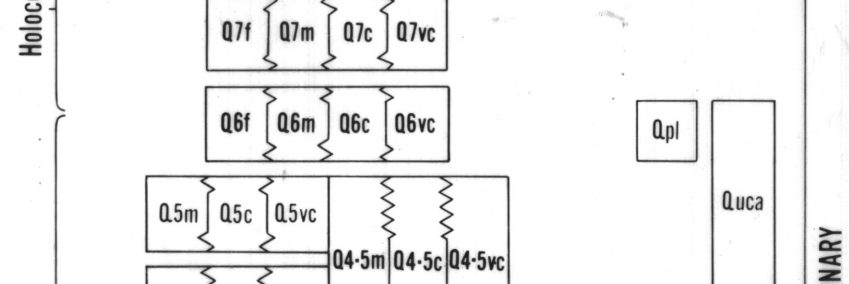 Holoc
Q7f Q7m Q7c Q7vc
Q6f Q6m Q6c Q6vc
Qpl
Quca
Q5m Q5c Q5vc
Q4·5m Q4·5c Q4·5vc
NARY